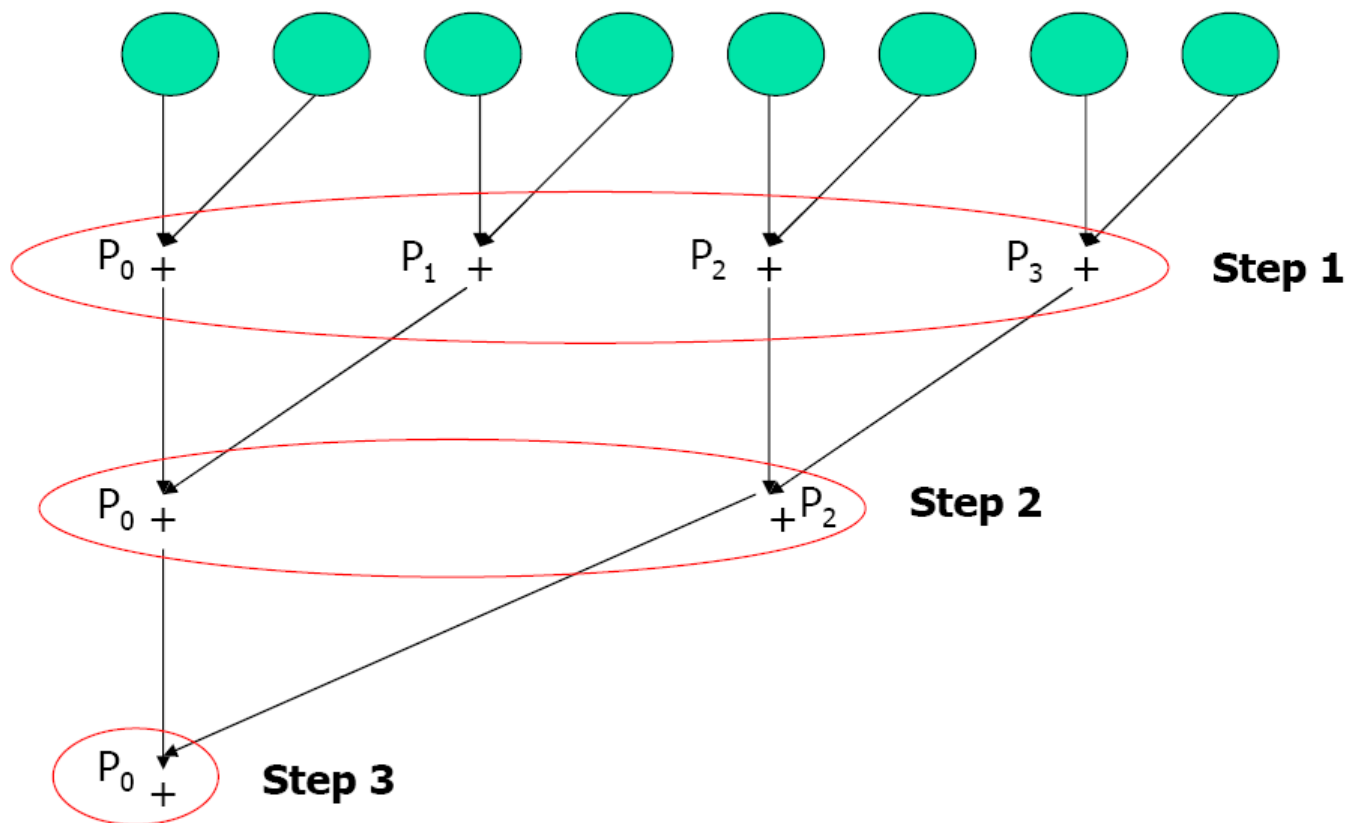 P0 + P1 + P2 + P3 + Step 1
P0 + + P2 Step 2
P0 + Step 3